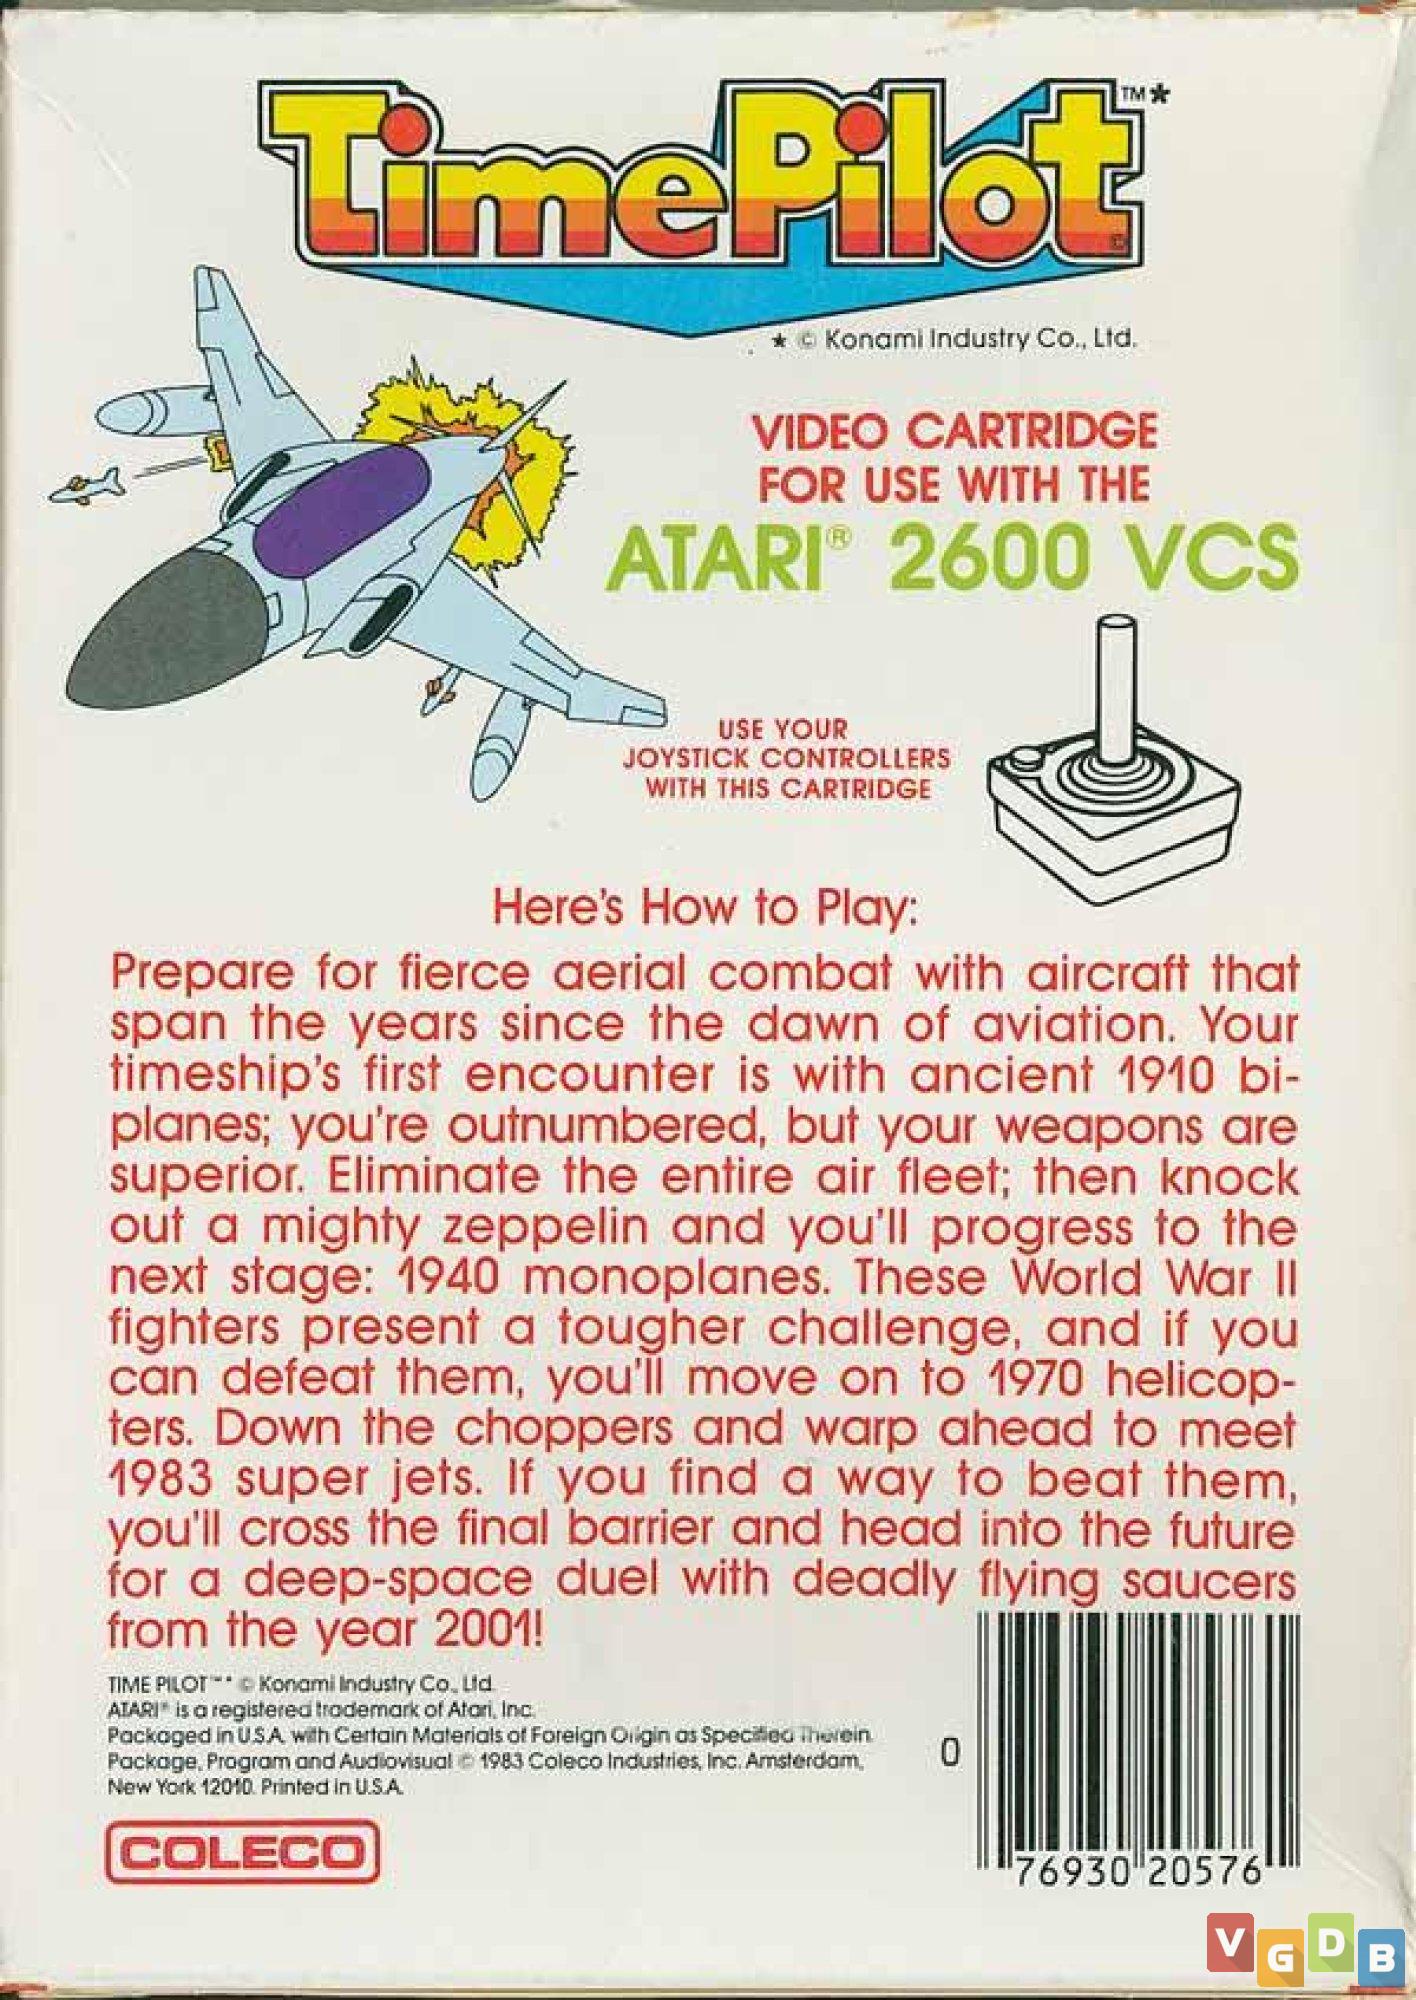 TimePilot™*
©
* © Konami Industry Co., Ltd.
VIDEO CARTRIDGE
FOR USE WITH THE
ATARI® 2600 VCS
USE YOUR
JOYSTICK CONTROLLERS
WITH THIS CARTRIDGE
Here's How to Play:
Prepare for fierce aerial combat with aircraft that
span the years since the dawn of aviation. Your
timeship's first encounter is with ancient 1910 bi-
planes; you're outnumbered, but your weapons are
superior. Eliminate the entire air fleet; then knock
out a mighty zeppelin and you'll progress to the
next stage: 1940 monoplanes. These World War II
fighters present a tougher challenge, and if you
can defeat them, you'll move on to 1970 helicop-
ters. Down the choppers and warp ahead to meet
1983 super jets. If you find a way to beat them,
you'll cross the final barrier and head into the future
for a deep-space duel with deadly flying saucers
from the year 2001!
TIME PILOT™* © Konami Industry Co., Ltd.
ATARI® is a registered trademark of Atari, Inc.
Packaged in U.S.A. with Certain Materials of Foreign Origin as Specified Therein.
Package, Program and Audiovisual © 1983 Coleco Industries, Inc. Amsterdam,
New York 12010. Printed in U.S.A.
COLECO
0 76930 20576
VGDB